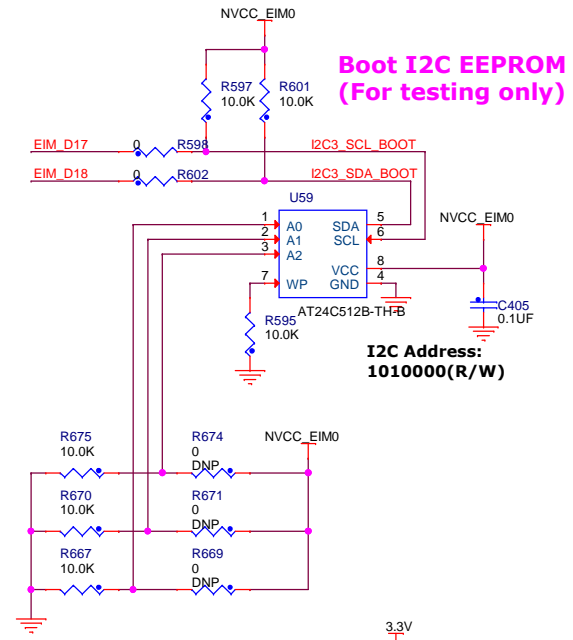 NVCC_EIM0
Boot I2C EEPROM
(For testing only)
R597
10.0K
R601
10.0K
EIM_D17
0
R598
I2C3_SCL_BOOT
EIM_D18
0
R602
I2C3_SDA_BOOT
U59
1
A0
SDA
5
2
A1
SCL
6
3
A2
NVCC_EIM0
VCC
8
7
WP
GND
4
AT24C512B-TH-B
C405
0.1UF
R595
10.0K
I2C Address:
1010000(R/W)
R675
10.0K
R674
0
DNP
NVCC_EIM0
R670
10.0K
R671
0
DNP
R667
10.0K
R669
0
DNP
3.3V